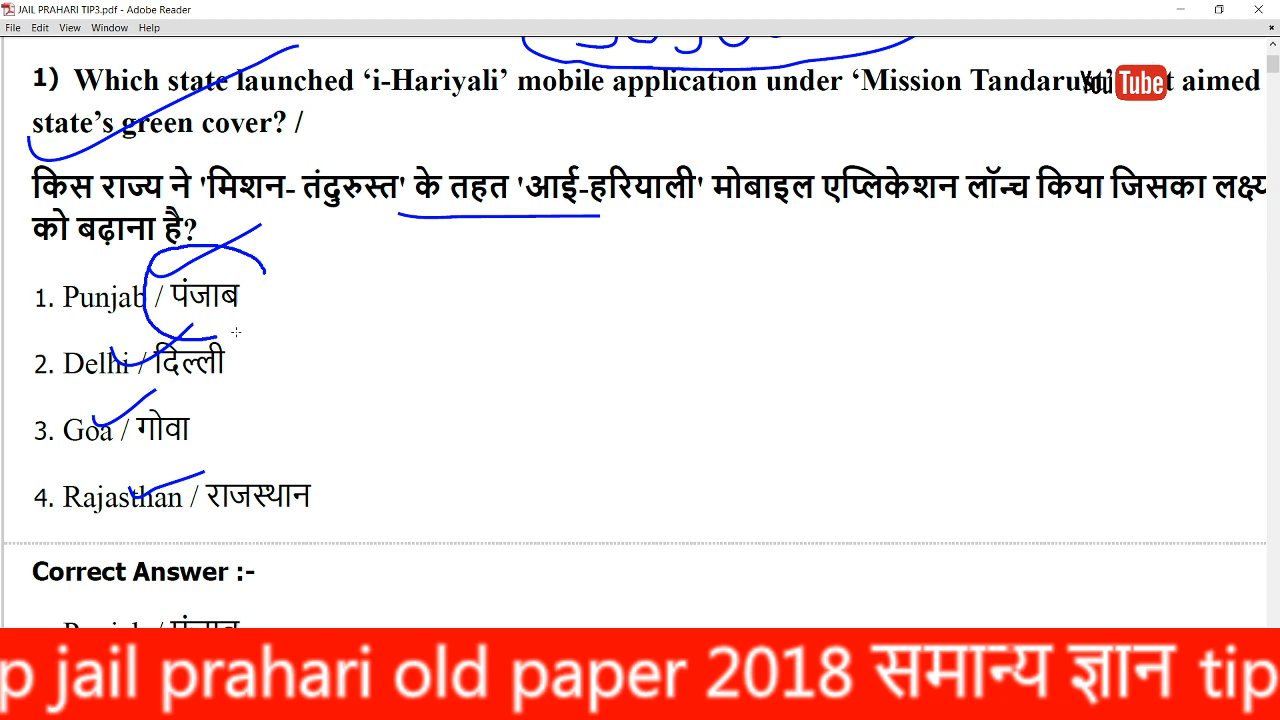 JAIL PRAHARI TIP3.pdf - Adobe Reader
File Edit View Window Help
1) Which state launched ‘i-Hariyali’ mobile application under ‘Mission Tandarust’ t aimed
YouTube
state’s green cover? /
किस राज्य ने 'मिशन- तंदुरुस्त' के तहत 'आई-हरियाली' मोबाइल एप्लिकेशन लॉन्च किया जिसका लक्ष्य
को बढ़ाना है?
1. Punjab / पंजाब
2. Delhi / दिल्ली
3. Goa / गोवा
4. Rajasthan / राजस्थान
Correct Answer :-
Punjab / पंजाब
p jail prahari old paper 2018 समान्य ज्ञान tip